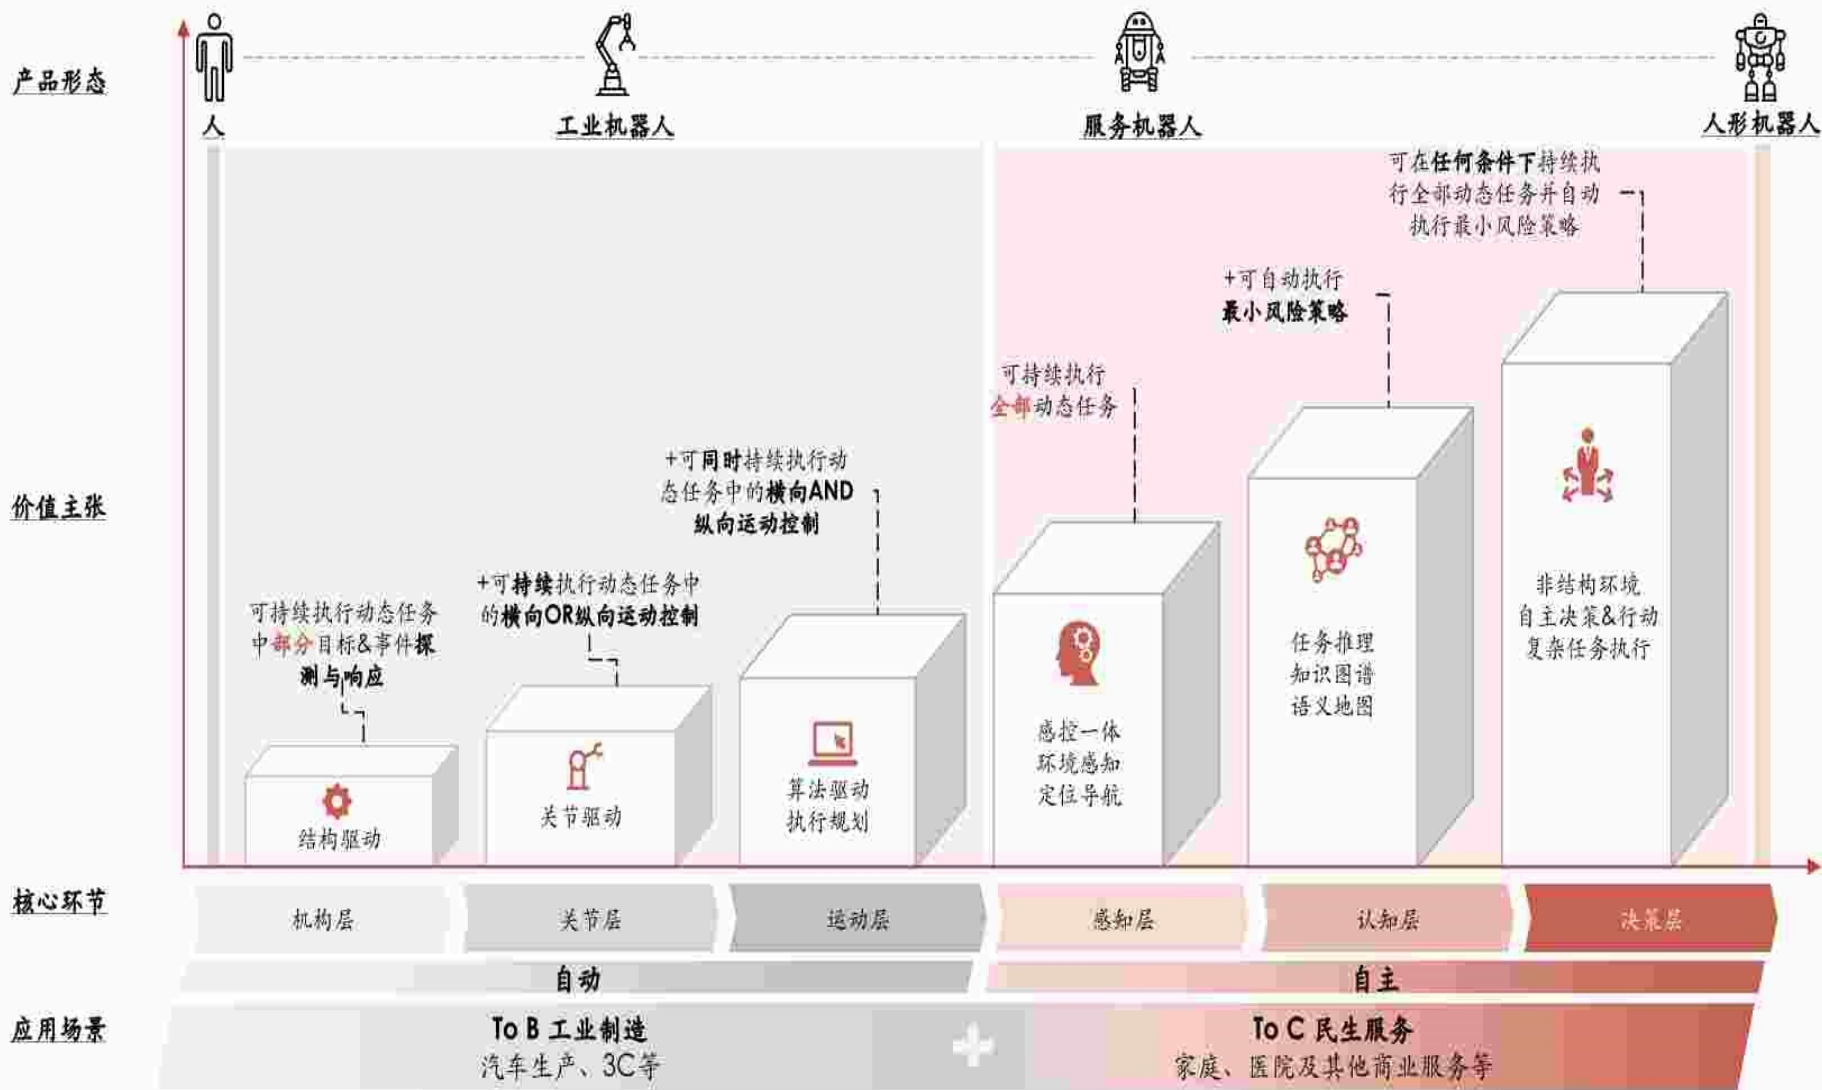 产品形态
人
工业机器人
服务机器人
人形机器人
价值主张
可持续执行动态任务
中部分目标&事件探
测与响应
结构驱动
+可持续执行动态任务中
的横向OR纵向运动控制
关节驱动
+可同时持续执行动
态任务中的横向AND
纵向运动控制
算法驱动
执行规划
可持续执行
全部动态任务
感控一体
环境感知
定位导航
+可自动执行
最小风险策略
任务推理
知识图谱
语义地图
可在任何条件下持续执
行全部动态任务并自动
执行最小风险策略
非结构环境
自主决策&行动
复杂任务执行
核心环节
机构层
关节层
运动层
感知层
认知层
决策层
自动
自主
应用场景
To B 工业制造
汽车生产、3C等
To C 民生服务
家庭、医院及其他商业服务等